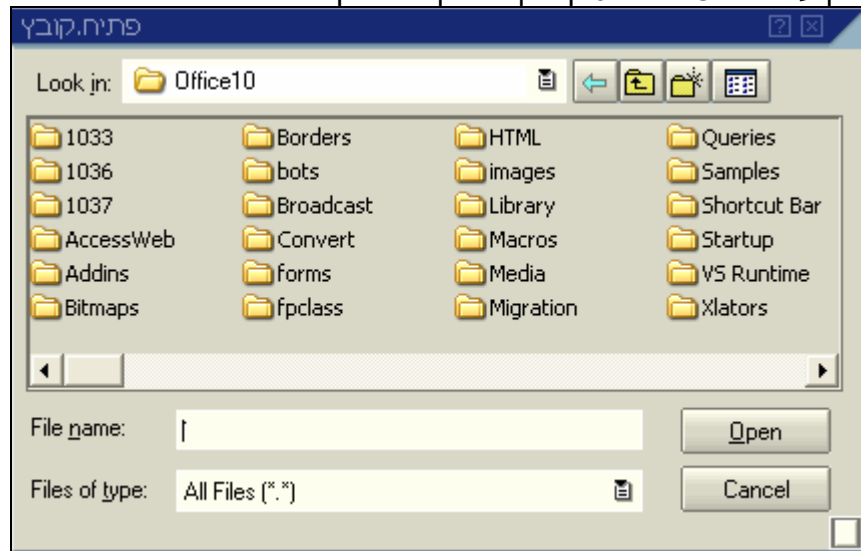 פתיח.קובץ
Look in: Office10
1033 Borders HTML Queries
1036 bots images Samples
1037 Broadcast Library Shortcut Bar
AccessWeb Convert Macros Startup
Addins forms Media VS Runtime
Bitmaps fpclass Migration Xlators
File name: Open
Files of type: All Files (*.*) Cancel